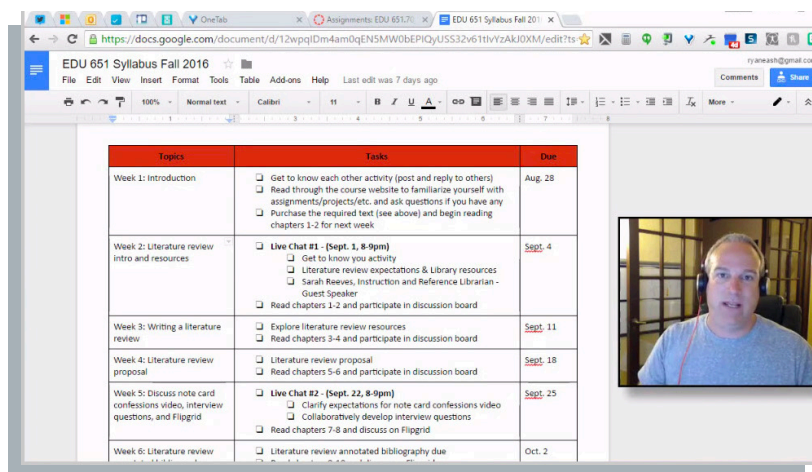 OneTab
Assignments: EDU 651.70
EDU 651 Syllabus Fall 201
https://docs.google.com/document/d/12wpqIDm4am0qEN5MW0bEPIQyUSS32v61tlvYzAkJ0XM/edit?ts
EDU 651 Syllabus Fall 2016
ryaneash@gmail.com
File Edit View Insert Format Tools Table Add-ons Help Last edit was 7 days ago
Comments Share
100% Normal text Calibri 11 B I U A More
Topics Tasks Due
Week 1: Introduction
Get to know each other activity (post and reply to others)
Read through the course website to familiarize yourself with
assignments/projects/etc. and ask questions if you have any
Purchase the required text (see above) and begin reading
chapters 1-2 for next week
Aug. 28
Week 2: Literature review
intro and resources
Live Chat #1 - (Sept. 1, 8-9pm)
Get to know you activity
Literature review expectations & Library resources
Sarah Reeves, Instruction and Reference Librarian -
Guest Speaker
Read chapters 1-2 and participate in discussion board
Sept. 4
Week 3: Writing a literature
review
Explore literature review resources
Read chapters 3-4 and participate in discussion board
Sept. 11
Week 4: Literature review
proposal
Literature review proposal
Read chapters 5-6 and participate in discussion board
Sept. 18
Week 5: Discuss note card
confessions video, interview
questions, and Flipgrid
Live Chat #2 - (Sept. 22, 8-9pm)
Clarify expectations for note card confessions video
Collaboratively develop interview questions
Read chapters 7-8 and discuss on Flipgrid
Sept. 25
Week 6: Literature review
Literature review annotated bibliography due
Oct. 2